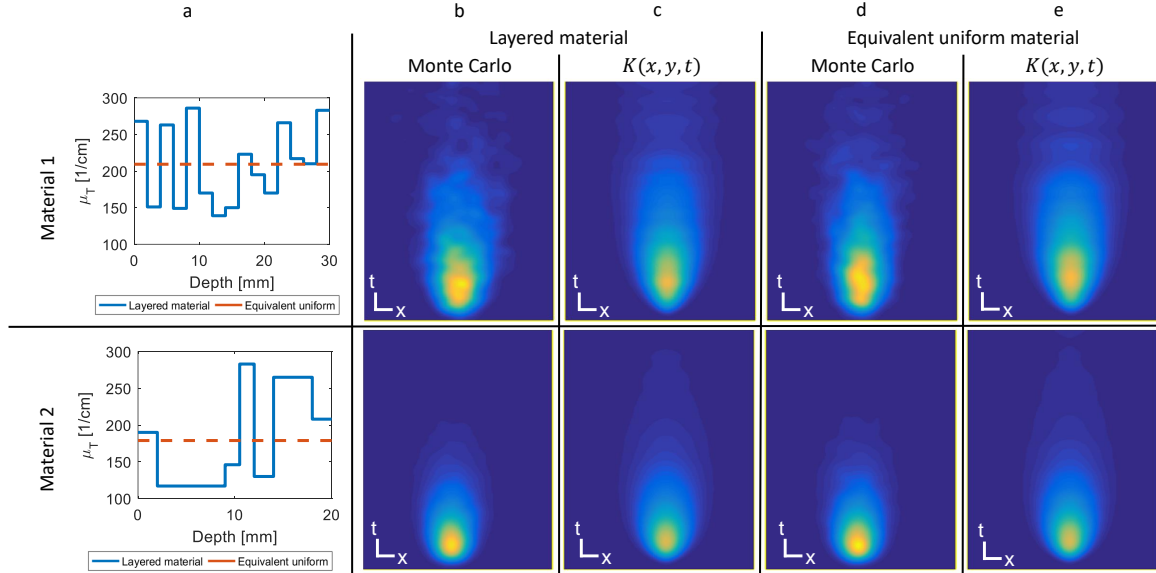 a b c d e
Layered material Equivalent uniform material
Monte Carlo K(x, y, t) Monte Carlo K(x, y, t)
Material 1
300
250
200
150
100
μT [1/cm]
0 10 20 30
Depth [mm]
Layered material Equivalent uniform
t x t x t x t x
Material 2
300
250
200
150
100
μT [1/cm]
0 10 20
Depth [mm]
Layered material Equivalent uniform
t x t x t x t x